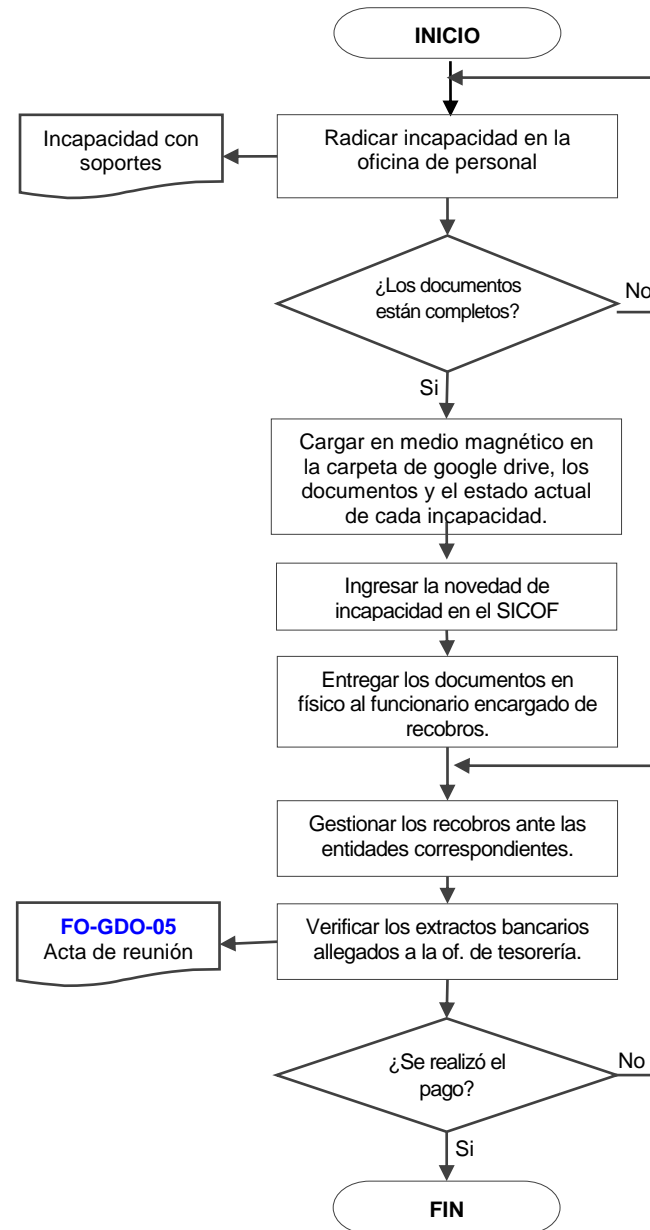 INICIO
Incapacidad con
soportes
Radicar incapacidad en la
oficina de personal
¿Los documentos
están completos?
No
Si
Cargar en medio magnético en
la carpeta de google drive, los
documentos y el estado actual
de cada incapacidad.
Ingresar la novedad de
incapacidad en el SICOF
Entregar los documentos en
físico al funcionario encargado de
recobros.
Gestionar los recobros ante las
entidades correspondientes.
FO-GDO-05
Acta de reunión
Verificar los extractos bancarios
allegados a la of. de tesorería.
¿Se realizó el
pago?
No
Si
FIN